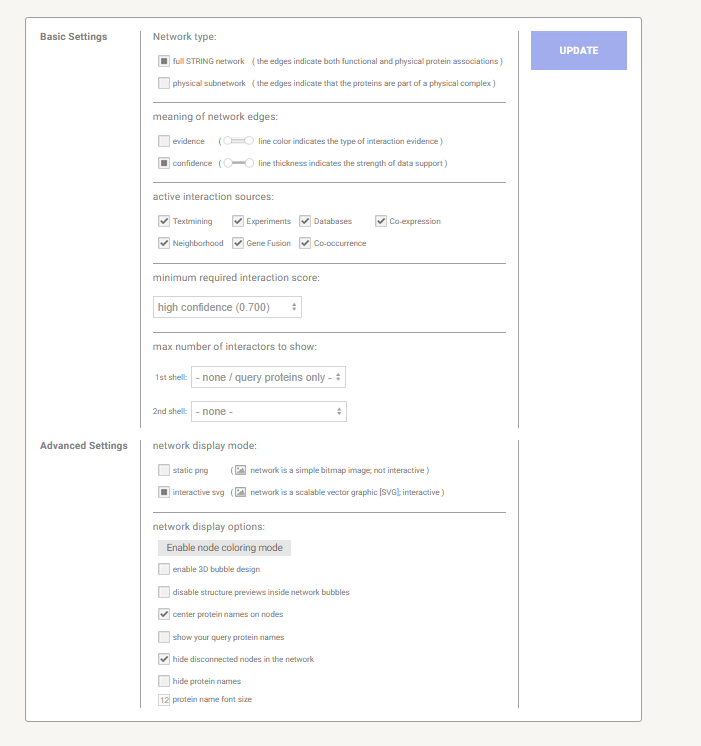 Basic Settings
Network type:
UPDATE
full STRING network ( the edges indicate both functional and physical protein associations )
physical subnetwork ( the edges indicate that the proteins are part of a physical complex )
meaning of network edges:
evidence ( line color indicates the type of interaction evidence )
confidence ( line thickness indicates the strength of data support )
active interaction sources:
Textmining Experiments Databases Co-expression
Neighborhood Gene Fusion Co-occurrence
minimum required interaction score:
high confidence (0.700)
max number of interactors to show:
1st shell: - none / query proteins only -
2nd shell: - none -
Advanced Settings
network display mode:
static png ( network is a simple bitmap image; not interactive )
interactive svg ( network is a scalable vector graphic [SVG]; interactive )
network display options:
Enable node coloring mode
enable 3D bubble design
disable structure previews inside network bubbles
center protein names on nodes
show your query protein names
hide disconnected nodes in the network
hide protein names
12 protein name font size